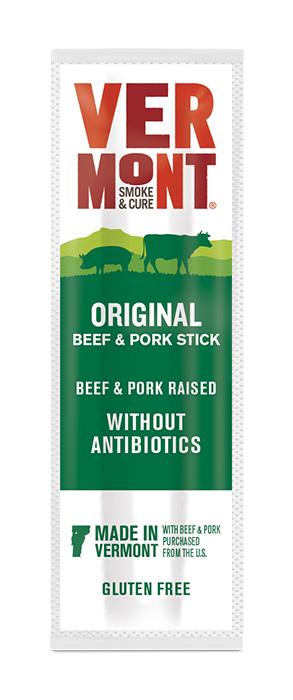 VER
MONT®
SMOKE
& CURE
ORIGINAL
BEEF & PORK STICK
BEEF & PORK RAISED
WITHOUT
ANTIBIOTICS
MADE IN
VERMONT
WITH BEEF & PORK
PURCHASED
FROM THE U.S.
GLUTEN FREE